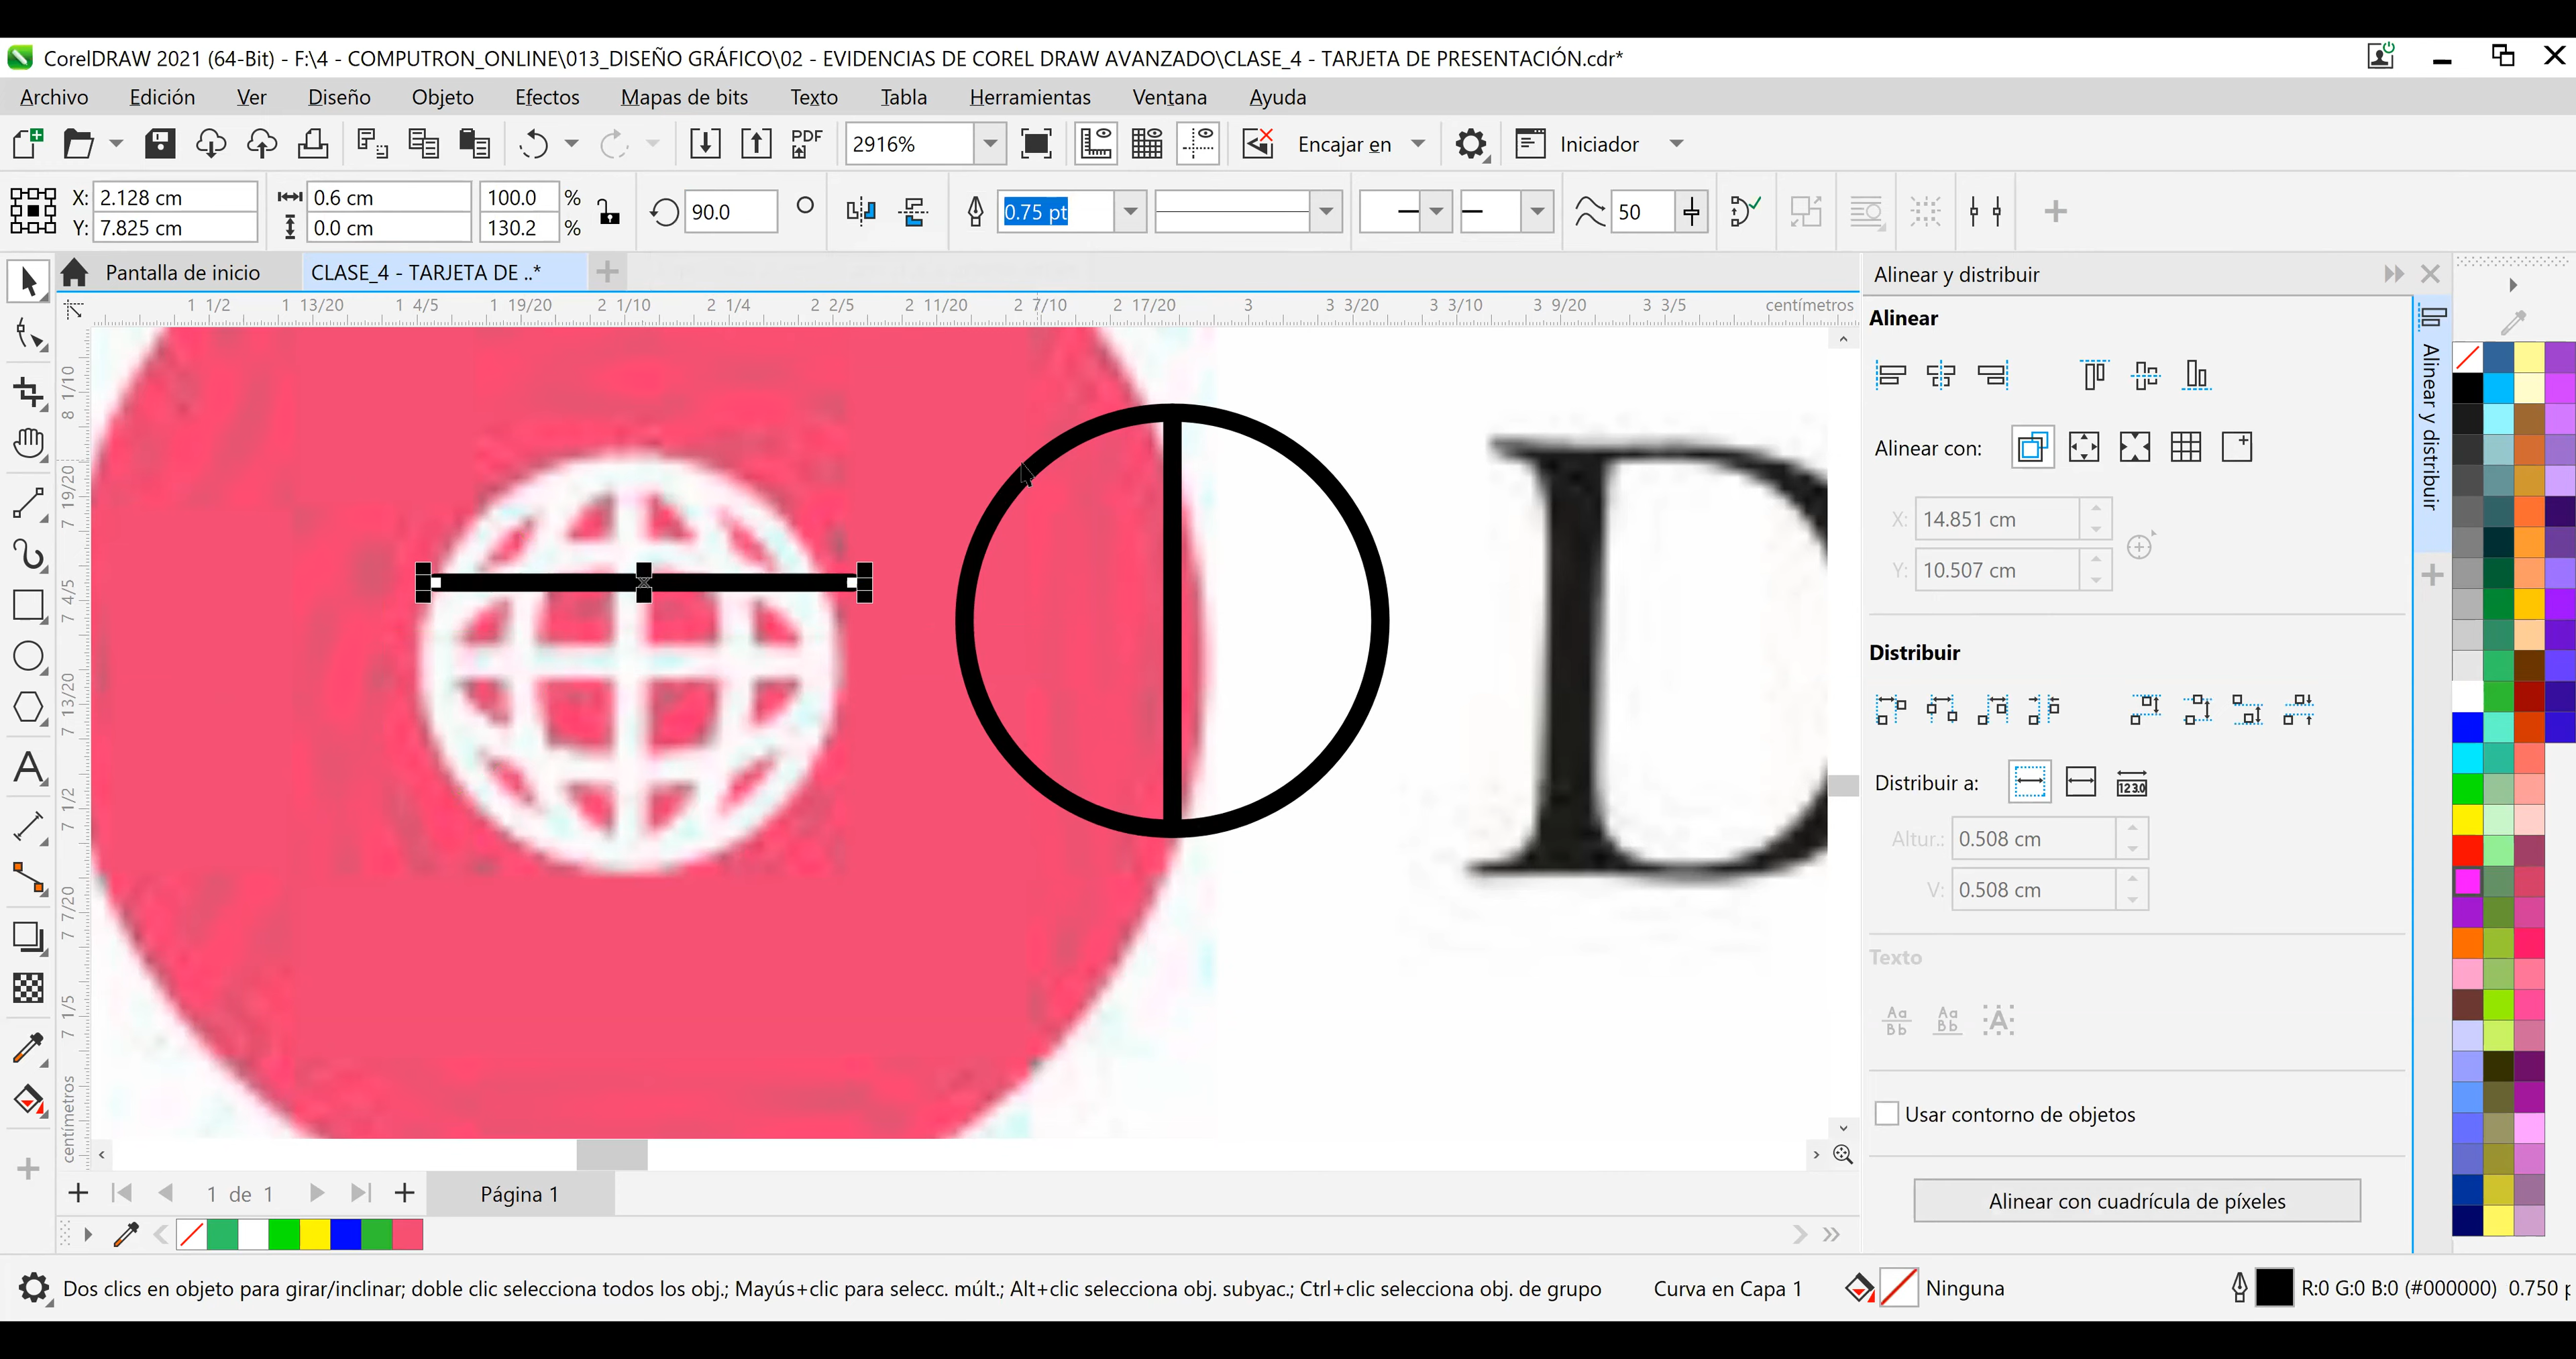 CorelDRAW 2021 (64-Bit) - F:\4 - COMPUTRON_ONLINE\013_DISEÑO GRÁFICO\02 - EVIDENCIAS DE COREL DRAW AVANZADO\CLASE_4 - TARJETA DE PRESENTACIÓN.cdr*
Archivo Edición Ver Diseño Objeto Efectos Mapas de bits Texto Tabla Herramientas Ventana Ayuda
PDF 2916% Encajar en Iniciador
X: 2.128 cm 0.6 cm 100.0 % 90.0 0.75 pt 50
Y: 7.825 cm 0.0 cm 130.2 %
Pantalla de inicio CLASE_4 - TARJETA DE ..* Alinear y distribuir
1 1/2 1 13/20 1 4/5 1 19/20 2 1/10 2 1/4 2 2/5 2 11/20 2 7/10 2 17/20 3 3 3/20 3 3/10 3 9/20 3 3/5 centímetros
8 1/10
7 19/20
7 4/5
7 13/20
7 1/2
7 7/20
7 1/5
centímetros
D
Alinear
Alinear con:
X: 14.851 cm
Y: 10.507 cm
Distribuir
Distribuir a: 123.0
Altur.: 0.508 cm
V: 0.508 cm
Texto
Aa Bb Aa Bb A
Usar contorno de objetos
Alinear con cuadrícula de píxeles
Alinear y distribuir
1 de 1 Página 1
Dos clics en objeto para girar/inclinar; doble clic selecciona todos los obj.; Mayús+clic para selecc. múlt.; Alt+clic selecciona obj. subyac.; Ctrl+clic selecciona obj. de grupo Curva en Capa 1 Ninguna R:0 G:0 B:0 (#000000) 0.750